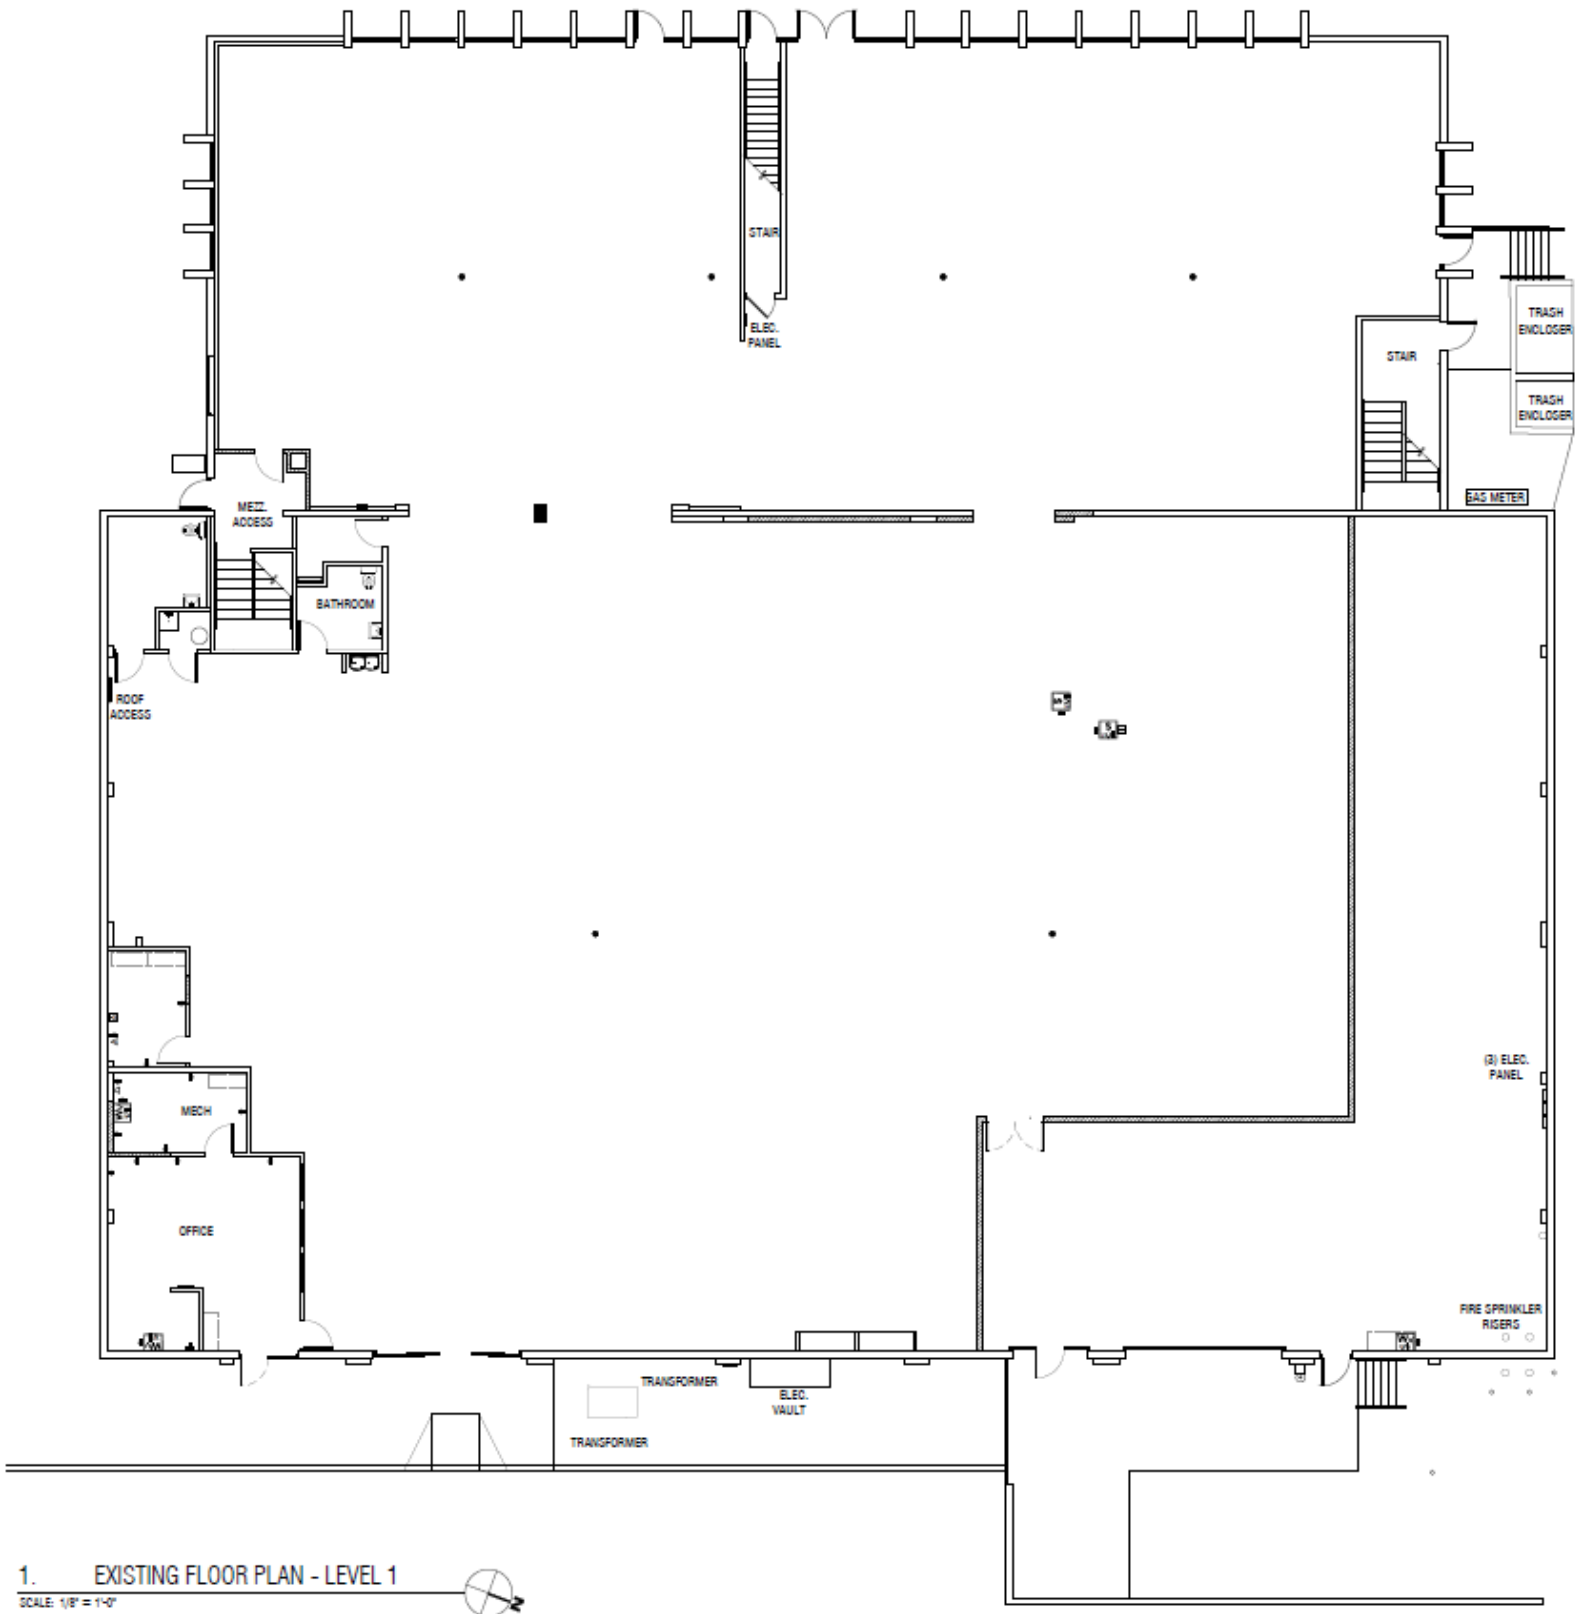 STAIR
ELEC.
PANEL
TRASH
ENCLOSER
STAIR
TRASH
ENCLOSER
GAS METER
MEZZ.
ACCESS
BATHROOM
ROOF
ACCESS
(3) ELEC.
PANEL
MECH
OFFICE
FIRE SPRINKLER
RISERS
TRANSFORMER
ELEC.
VAULT
TRANSFORMER
1. EXISTING FLOOR PLAN - LEVEL 1
SCALE: 1/8" = 1'-0"
N